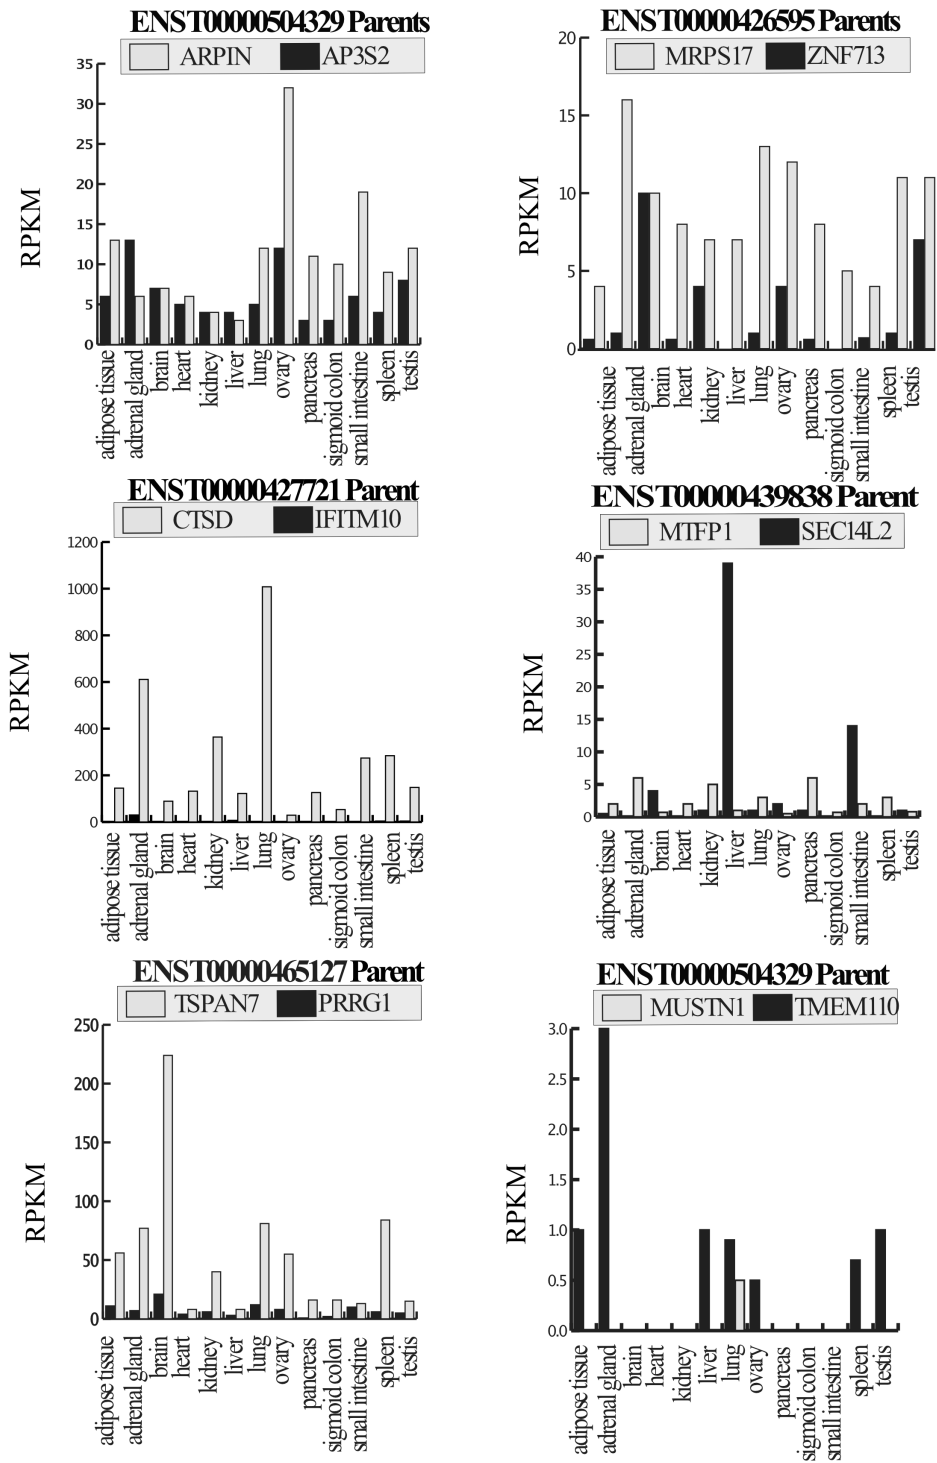 ENST00000504329 Parents
ARPIN AP3S2
35
30
25
20
15
10
5
0
RPKM
adipose tissue
adrenal gland
brain
heart
kidney
liver
lung
ovary
pancreas
sigmoid colon
small intestine
spleen
testis
ENST00000426595 Parents
MRPS17 ZNF713
20
15
10
5
0
RPKM
adipose tissue
adrenal gland
brain
heart
kidney
liver
lung
ovary
pancreas
sigmoid colon
small intestine
spleen
testis
ENST00000427721 Parent
CTSD IFITM10
1200
1000
800
600
400
200
0
RPKM
adipose tissue
adrenal gland
brain
heart
kidney
liver
lung
ovary
pancreas
sigmoid colon
small intestine
spleen
testis
ENST00000439838 Parent
MTFP1 SEC14L2
40
35
30
25
20
15
10
5
0
RPKM
adipose tissue
adrenal gland
brain
heart
kidney
liver
lung
ovary
pancreas
sigmoid colon
small intestine
spleen
testis
ENST00000465127 Parent
TSPAN7 PRRG1
250
200
150
100
50
0
RPKM
adipose tissue
adrenal gland
brain
heart
kidney
liver
lung
ovary
pancreas
sigmoid colon
small intestine
spleen
testis
ENST00000504329 Parent
MUSTN1 TMEM110
3.0
2.5
2.0
1.5
1.0
0.5
0.0
RPKM
adipose tissue
adrenal gland
brain
heart
kidney
liver
lung
ovary
pancreas
sigmoid colon
small intestine
spleen
testis